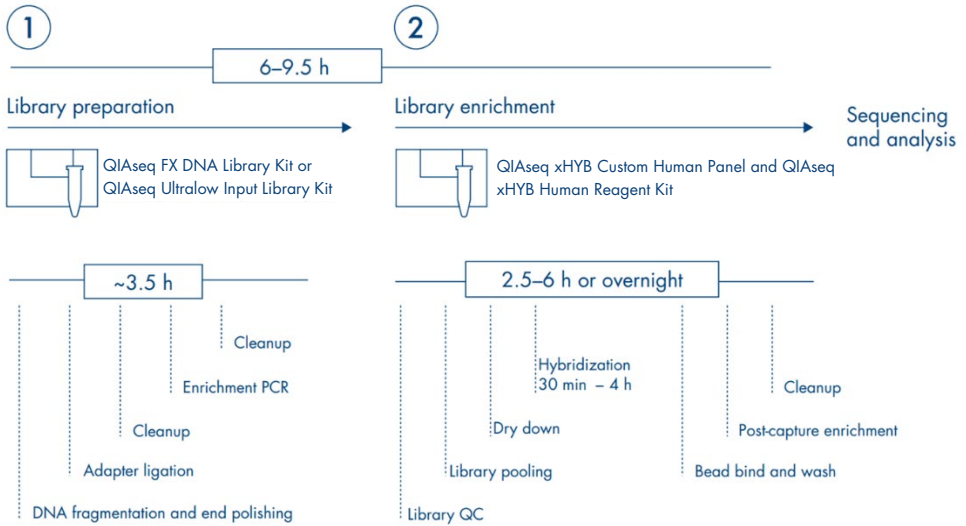 1
2
6–9.5 h
Library preparation
Library enrichment
Sequencing
and analysis
QIAseq FX DNA Library Kit or
QIAseq Ultralow Input Library Kit
QIAseq xHYB Custom Human Panel and QIAseq
xHYB Human Reagent Kit
~3.5 h
2.5–6 h or overnight
Cleanup
Enrichment PCR
Cleanup
Adapter ligation
DNA fragmentation and end polishing
Hybridization
30 min – 4 h
Cleanup
Dry down
Post-capture enrichment
Library pooling
Bead bind and wash
Library QC